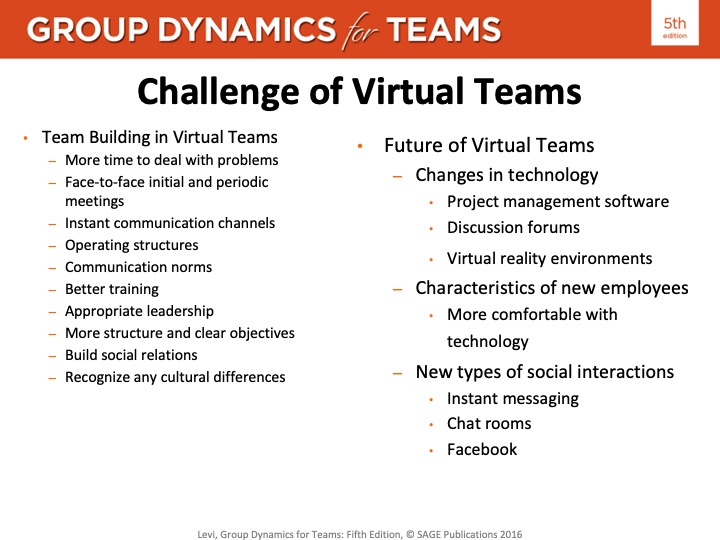 GROUP DYNAMICS for TEAMS
5th
edition
Challenge of Virtual Teams
• Team Building in Virtual Teams
– More time to deal with problems
– Face-to-face initial and periodic
meetings
– Instant communication channels
– Operating structures
– Communication norms
– Better training
– Appropriate leadership
– More structure and clear objectives
– Build social relations
– Recognize any cultural differences
• Future of Virtual Teams
– Changes in technology
• Project management software
• Discussion forums
• Virtual reality environments
– Characteristics of new employees
• More comfortable with
technology
– New types of social interactions
• Instant messaging
• Chat rooms
• Facebook
Levi, Group Dynamics for Teams: Fifth Edition, © SAGE Publications 2016